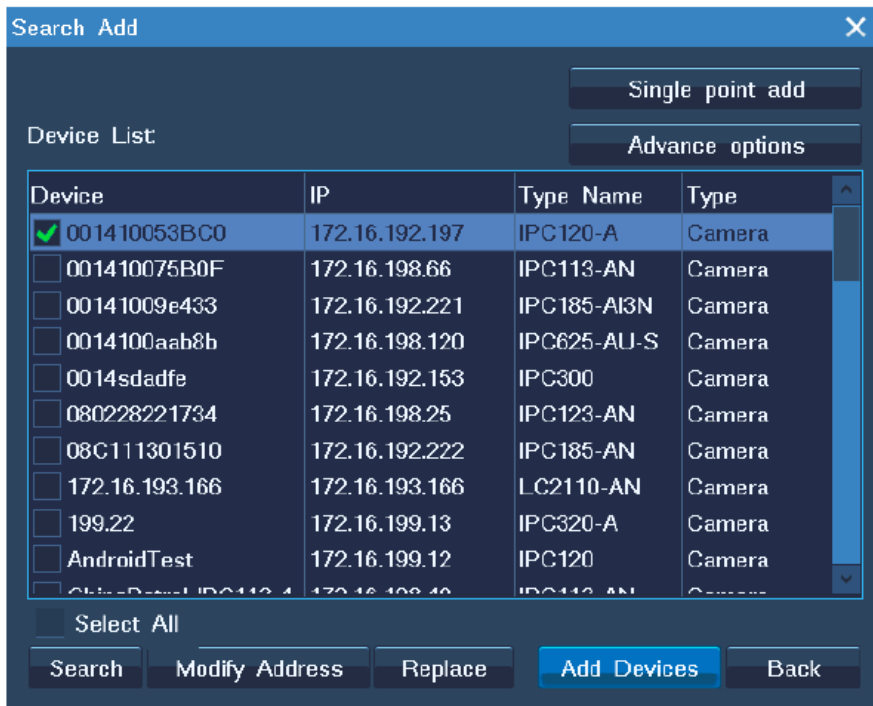 Search Add
Single point add
Device List:
Advance options
Device IP Type Name Type
001410053BC0 172.16.192.197 IPC120-A Camera
001410075B0F 172.16.198.66 IPC113-AN Camera
00141009e433 172.16.192.221 IPC185-AI3N Camera
0014100aab8b 172.16.198.120 IPC625-AU-S Camera
0014sdadfe 172.16.192.153 IPC300 Camera
080228221734 172.16.198.25 IPC123-AN Camera
08C111301510 172.16.192.222 IPC185-AN Camera
172.16.193.166 172.16.193.166 LC2110-AN Camera
199.22 172.16.199.13 IPC320-A Camera
AndroidTest 172.16.199.12 IPC120 Camera
Select All
Search Modify Address Replace Add Devices Back